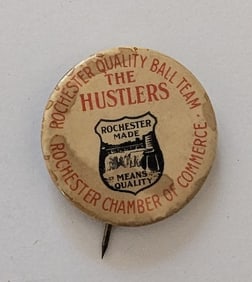 ROCHESTER QUALITY BALL TEAM ·
THE
HUSTLERS
ROCHESTER
MADE
MEANS
QUALITY
ROCHESTER CHAMBER OF COMMERCE ·